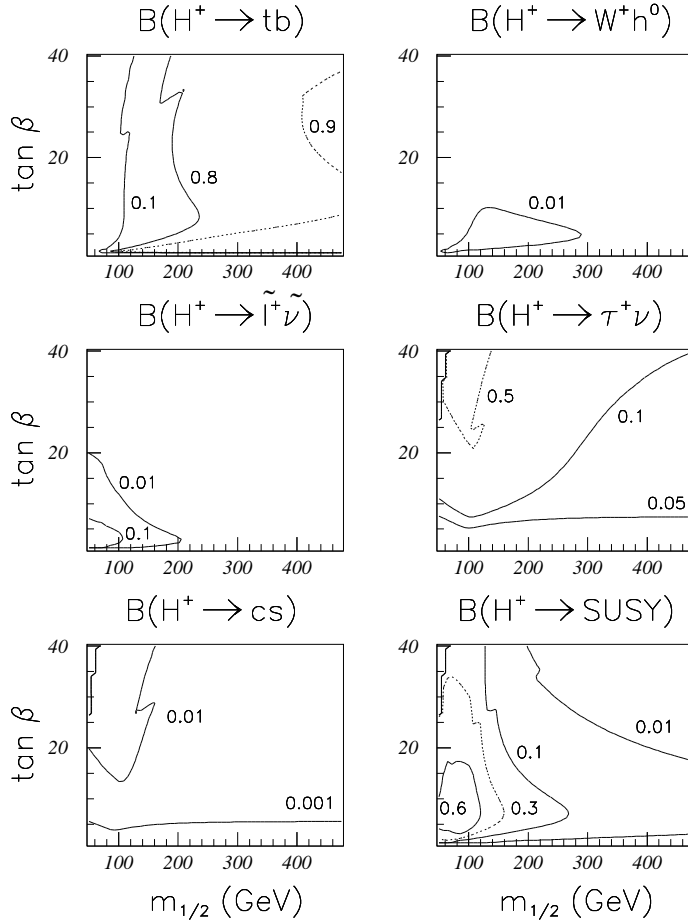 B(H⁺ → tb)
B(H⁺ → W⁺h⁰)
tan β
40
20
0.1
0.8
0.9
100 200 300 400
40
20
0.01
100 200 300 400
B(H⁺ → l̃⁺ν̃)
B(H⁺ → τ⁺ν)
tan β
40
20
0.01
0.1
100 200 300 400
40
20
0.5
0.1
0.05
100 200 300 400
B(H⁺ → cs)
B(H⁺ → SUSY)
tan β
40
20
0.01
0.001
100 200 300 400
m₁/₂ (GeV)
40
20
0.01
0.1
0.6
0.3
100 200 300 400
m₁/₂ (GeV)